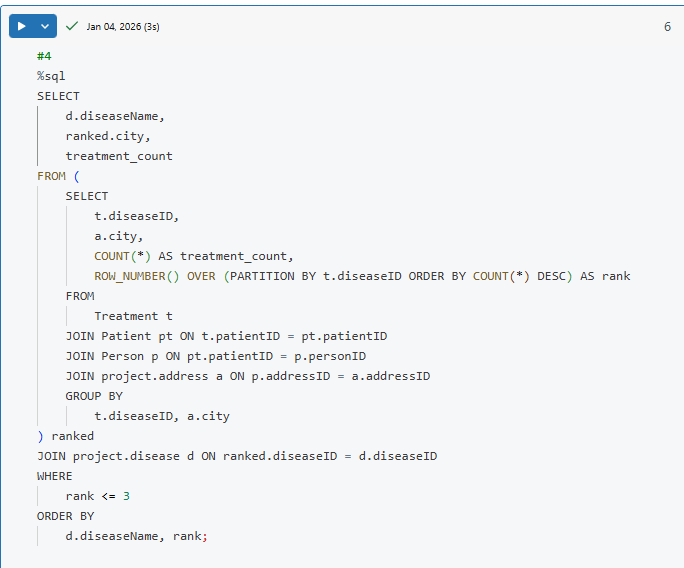 Jan 04, 2026 (3s)
6
#4
%sql
SELECT
    d.diseaseName,
    ranked.city,
    treatment_count
FROM (
    SELECT
        t.diseaseID,
        a.city,
        COUNT(*) AS treatment_count,
        ROW_NUMBER() OVER (PARTITION BY t.diseaseID ORDER BY COUNT(*) DESC) AS rank
    FROM
        Treatment t
    JOIN Patient pt ON t.patientID = pt.patientID
    JOIN Person p ON pt.patientID = p.personID
    JOIN project.address a ON p.addressID = a.addressID
    GROUP BY
        t.diseaseID, a.city
) ranked
JOIN project.disease d ON ranked.diseaseID = d.diseaseID
WHERE
    rank <= 3
ORDER BY
    d.diseaseName, rank;